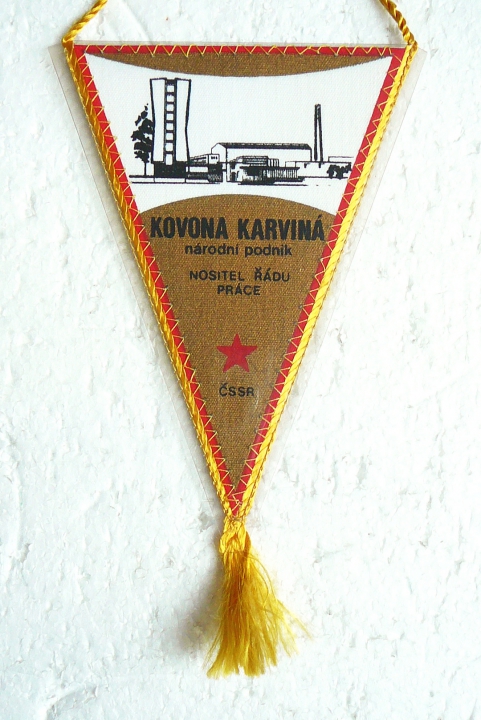 KOVONA KARVINÁ
národní podnik
NOSITEL ŘÁDU
PRÁCE
ČSSR